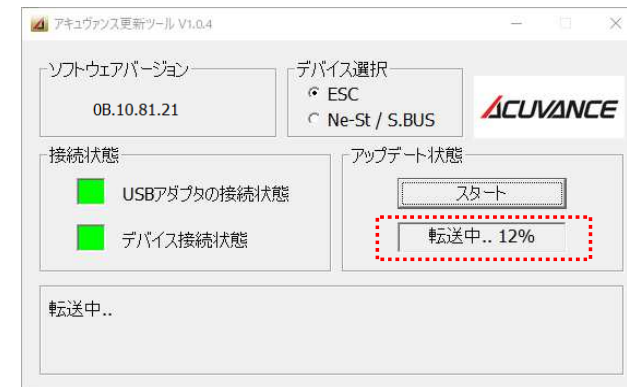 アキュヴァンス更新ツール V1.0.4
ソフトウェアバージョン
0B.10.81.21
デバイス選択
ESC
Ne-St / S.BUS
ACUVANCE
接続状態
USBアダプタの接続状態
デバイス接続状態
アップデート状態
スタート
転送中.. 12%
転送中..